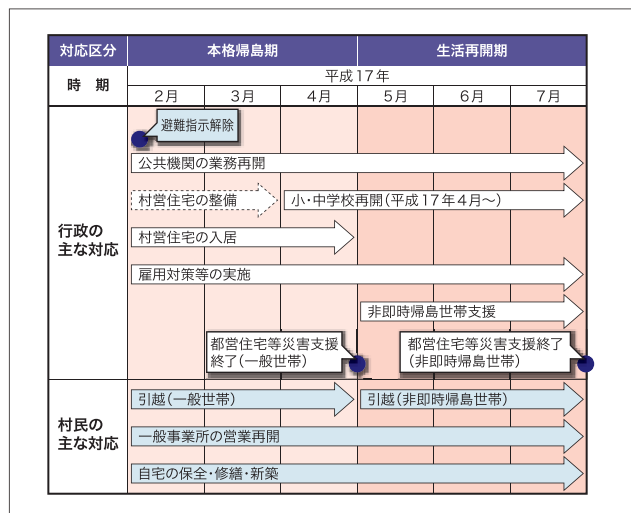 対応区分 本格帰島期 生活再開期
時　期 平成17年
2月 3月 4月 5月 6月 7月
避難指示解除
公共機関の業務再開
村営住宅の整備 小・中学校再開(平成17年4月～)
行政の
主な対応
村営住宅の入居
雇用対策等の実施
非即時帰島世帯支援
都営住宅等災害支援
終了(一般世帯)
都営住宅等災害支援終了
(非即時帰島世帯)
村民の
主な対応
引越(一般世帯) 引越(非即時帰島世帯)
一般事業所の営業再開
自宅の保全・修繕・新築